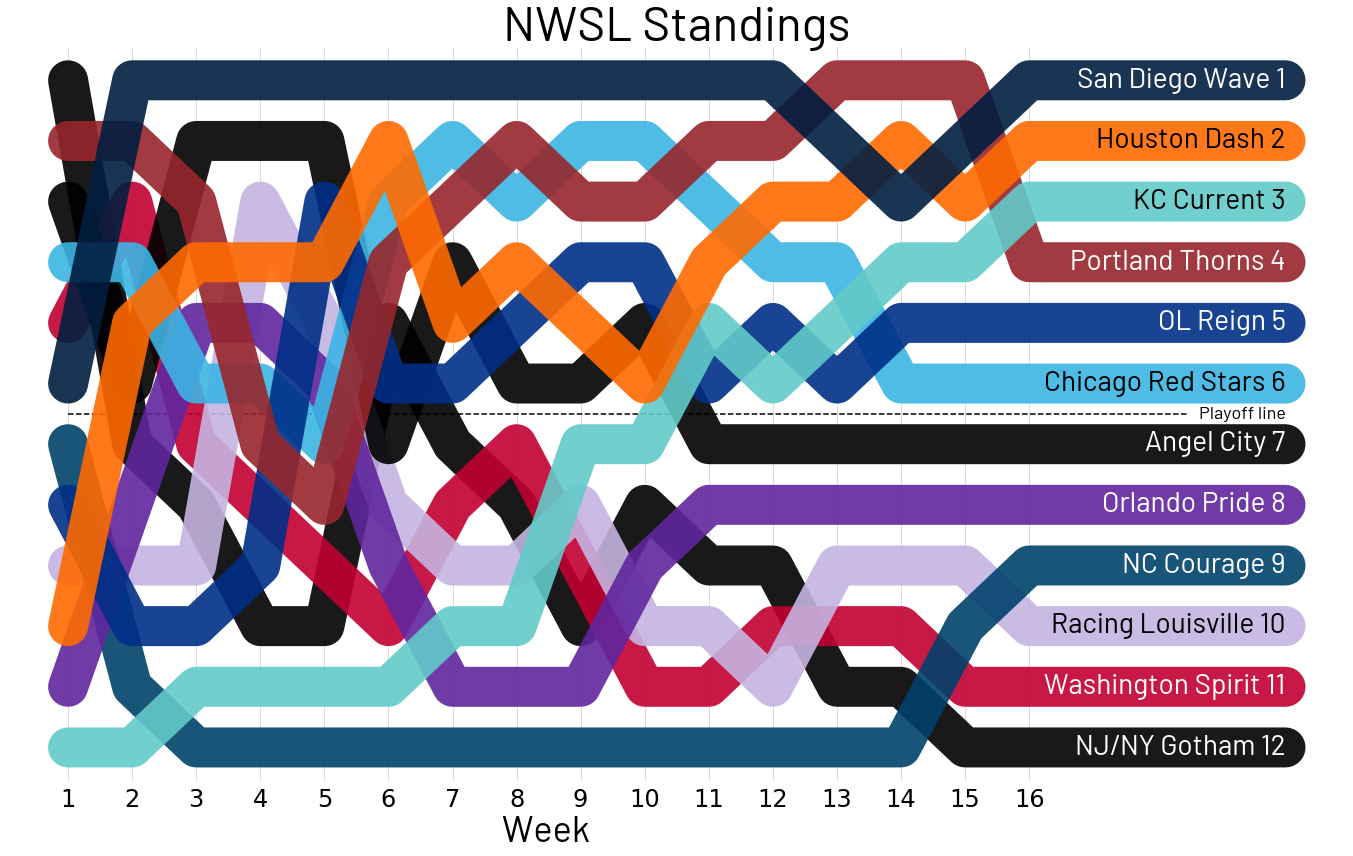 NWSL Standings
San Diego Wave 1
Houston Dash 2
KC Current 3
Portland Thorns 4
OL Reign 5
Chicago Red Stars 6
Playoff line
Angel City 7
Orlando Pride 8
NC Courage 9
Racing Louisville 10
Washington Spirit 11
NJ/NY Gotham 12
1 2 3 4 5 6 7 8 9 10 11 12 13 14 15 16
Week